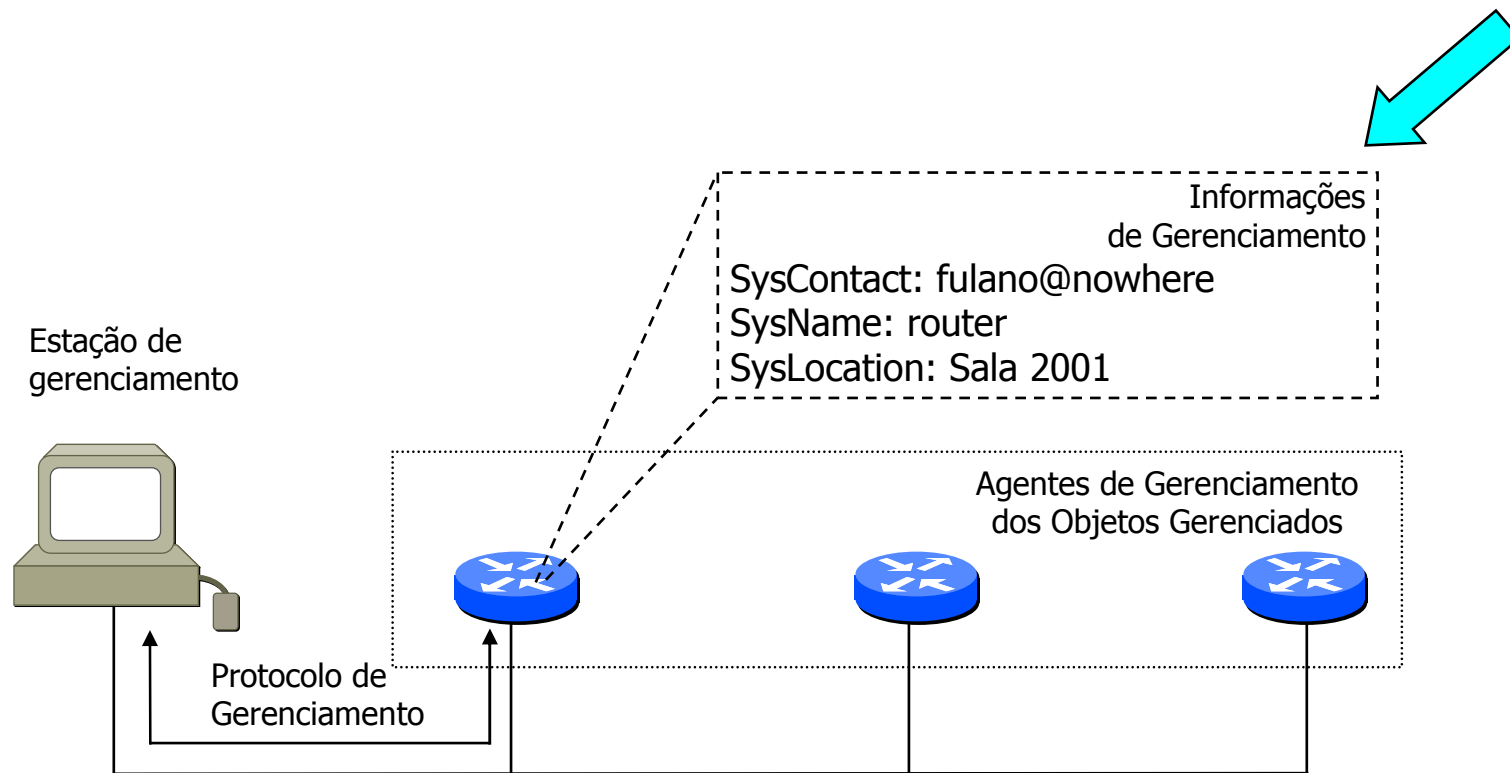 Informações
de Gerenciamento
SysContact: fulano@nowhere
SysName: router
SysLocation: Sala 2001
Estação de
gerenciamento
Agentes de Gerenciamento
dos Objetos Gerenciados
Protocolo de
Gerenciamento